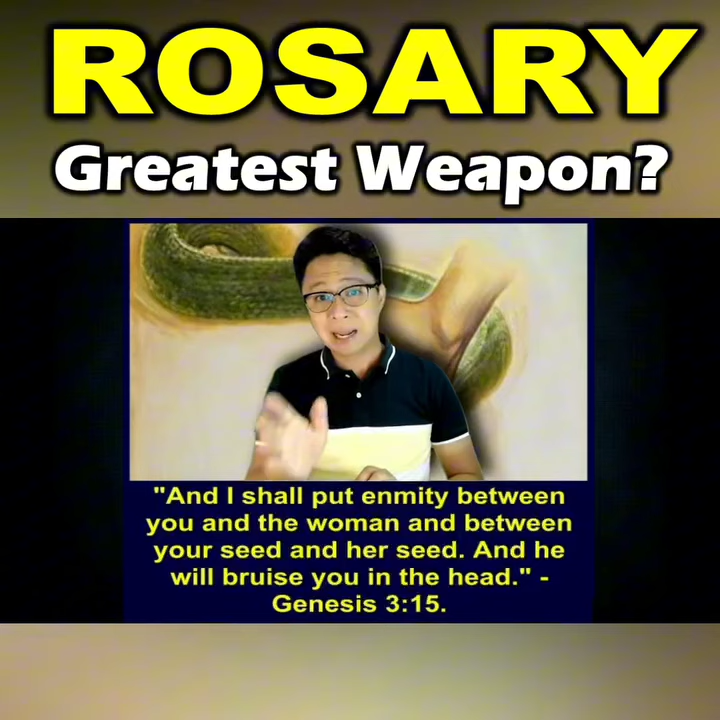 ROSARY
Greatest Weapon?
"And I shall put enmity between
you and the woman and between
your seed and her seed. And he
will bruise you in the head." -
Genesis 3:15.